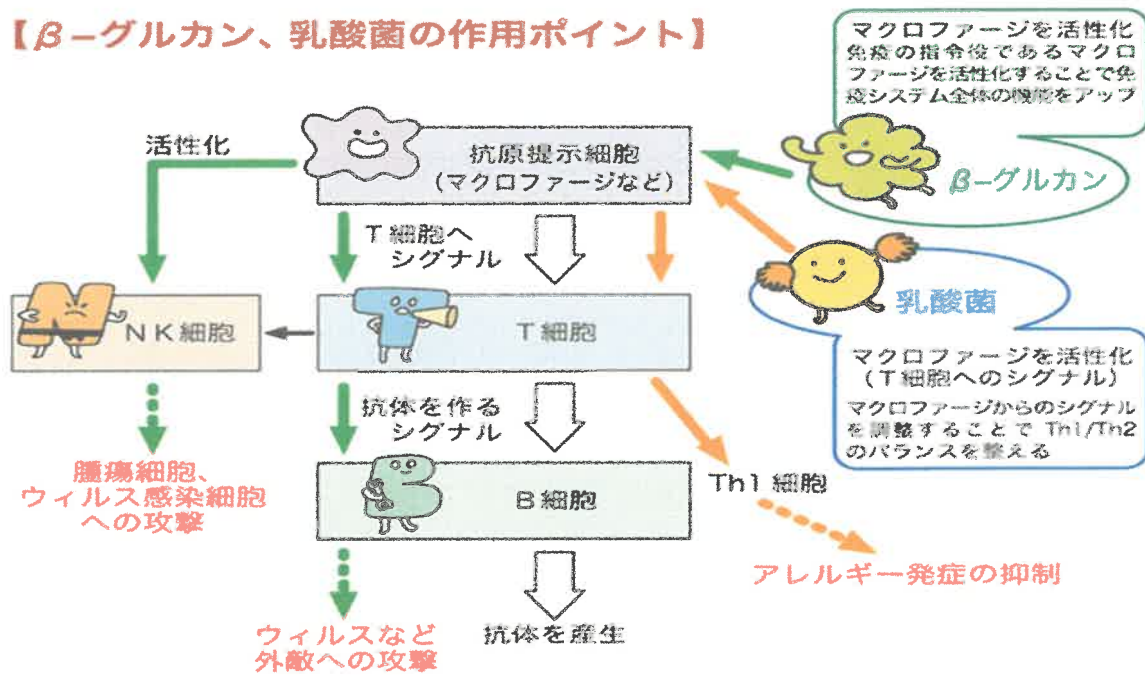 【β-グルカン、乳酸菌の作用ポイント】
マクロファージを活性化
免疫の指令役であるマクロ
ファージを活性化することで免
疫システム全体の機能をアップ
β-グルカン
活性化
抗原提示細胞
(マクロファージなど)
T細胞へ
シグナル
乳酸菌
マクロファージを活性化
(T細胞へのシグナル)
マクロファージからのシグナル
を調整することで Th1/Th2
のバランスを整える
NK細胞
T細胞
抗体を作る
シグナル
腫瘍細胞、
ウィルス感染細胞
への攻撃
B細胞
Th1細胞
アレルギー発症の抑制
ウィルスなど
外敵への攻撃
抗体を産生